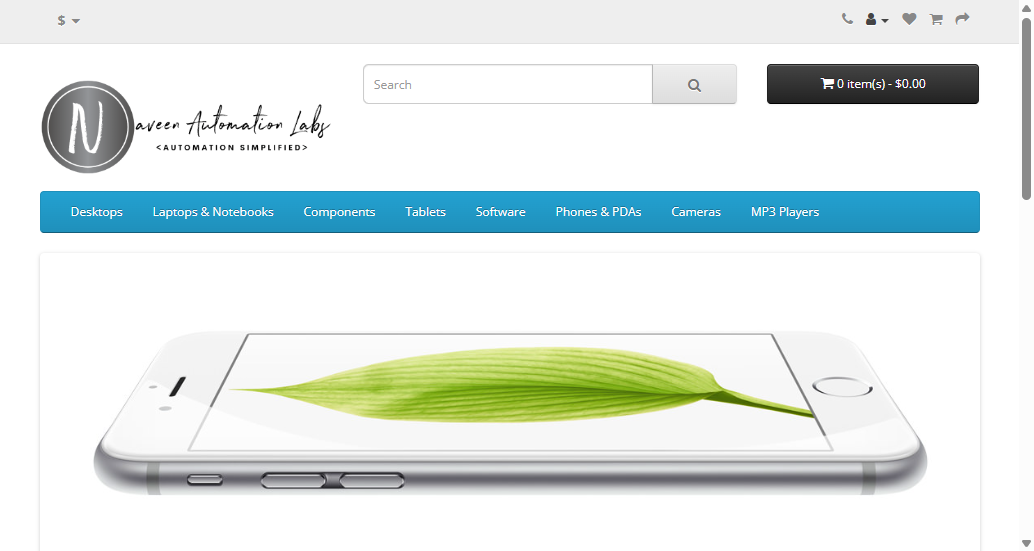 $
Search
0 item(s) - $0.00
N
aveen Automation Labs
<AUTOMATION SIMPLIFIED>
Desktops
Laptops & Notebooks
Components
Tablets
Software
Phones & PDAs
Cameras
MP3 Players